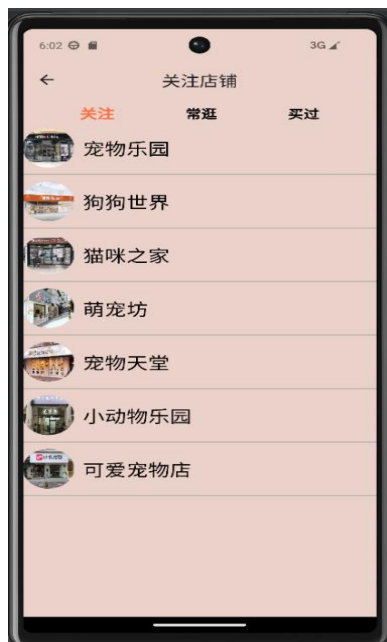 6:02 3G
关注店铺
关注 常逛 买过
宠物乐园
狗狗世界
猫咪之家
萌宠坊
宠物天堂
小动物乐园
可爱宠物店